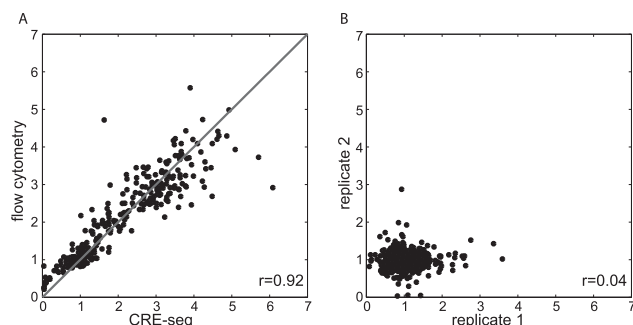 A
B
7
6
5
4
3
2
1
0
flow cytometry
r=0.92
0 1 2 3 4 5 6 7
CRE-seq
7
6
5
4
3
2
1
0
replicate 2
r=0.04
0 1 2 3 4 5 6 7
replicate 1